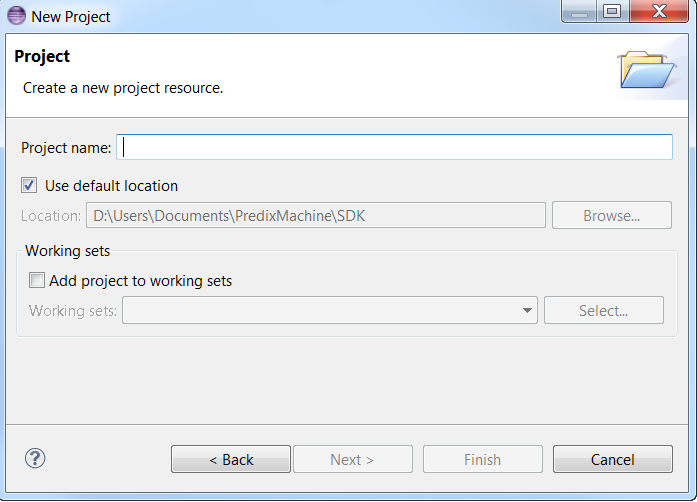 New Project
Project
Create a new project resource.
Project name:
Use default location
Location: D:\Users\Documents\PredixMachine\SDK Browse...
Working sets
Add project to working sets
Working sets: Select...
? < Back Next > Finish Cancel